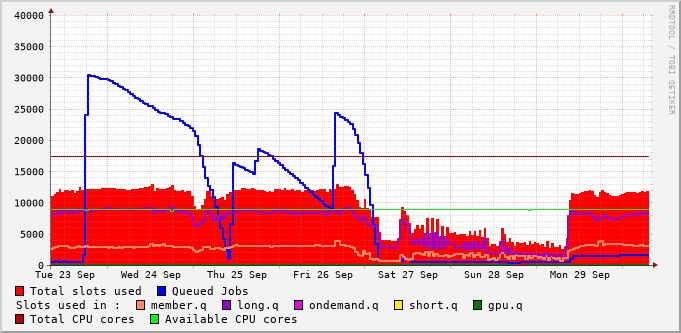 40000
35000
30000
25000
20000
15000
10000
5000
0
Tue 23 Sep Wed 24 Sep Thu 25 Sep Fri 26 Sep Sat 27 Sep Sun 28 Sep Mon 29 Sep
Total slots used Queued Jobs
Slots used in : member.q long.q ondemand.q short.q gpu.q
Total CPU cores Available CPU cores
RRDTOOL / TOBI OETIKER